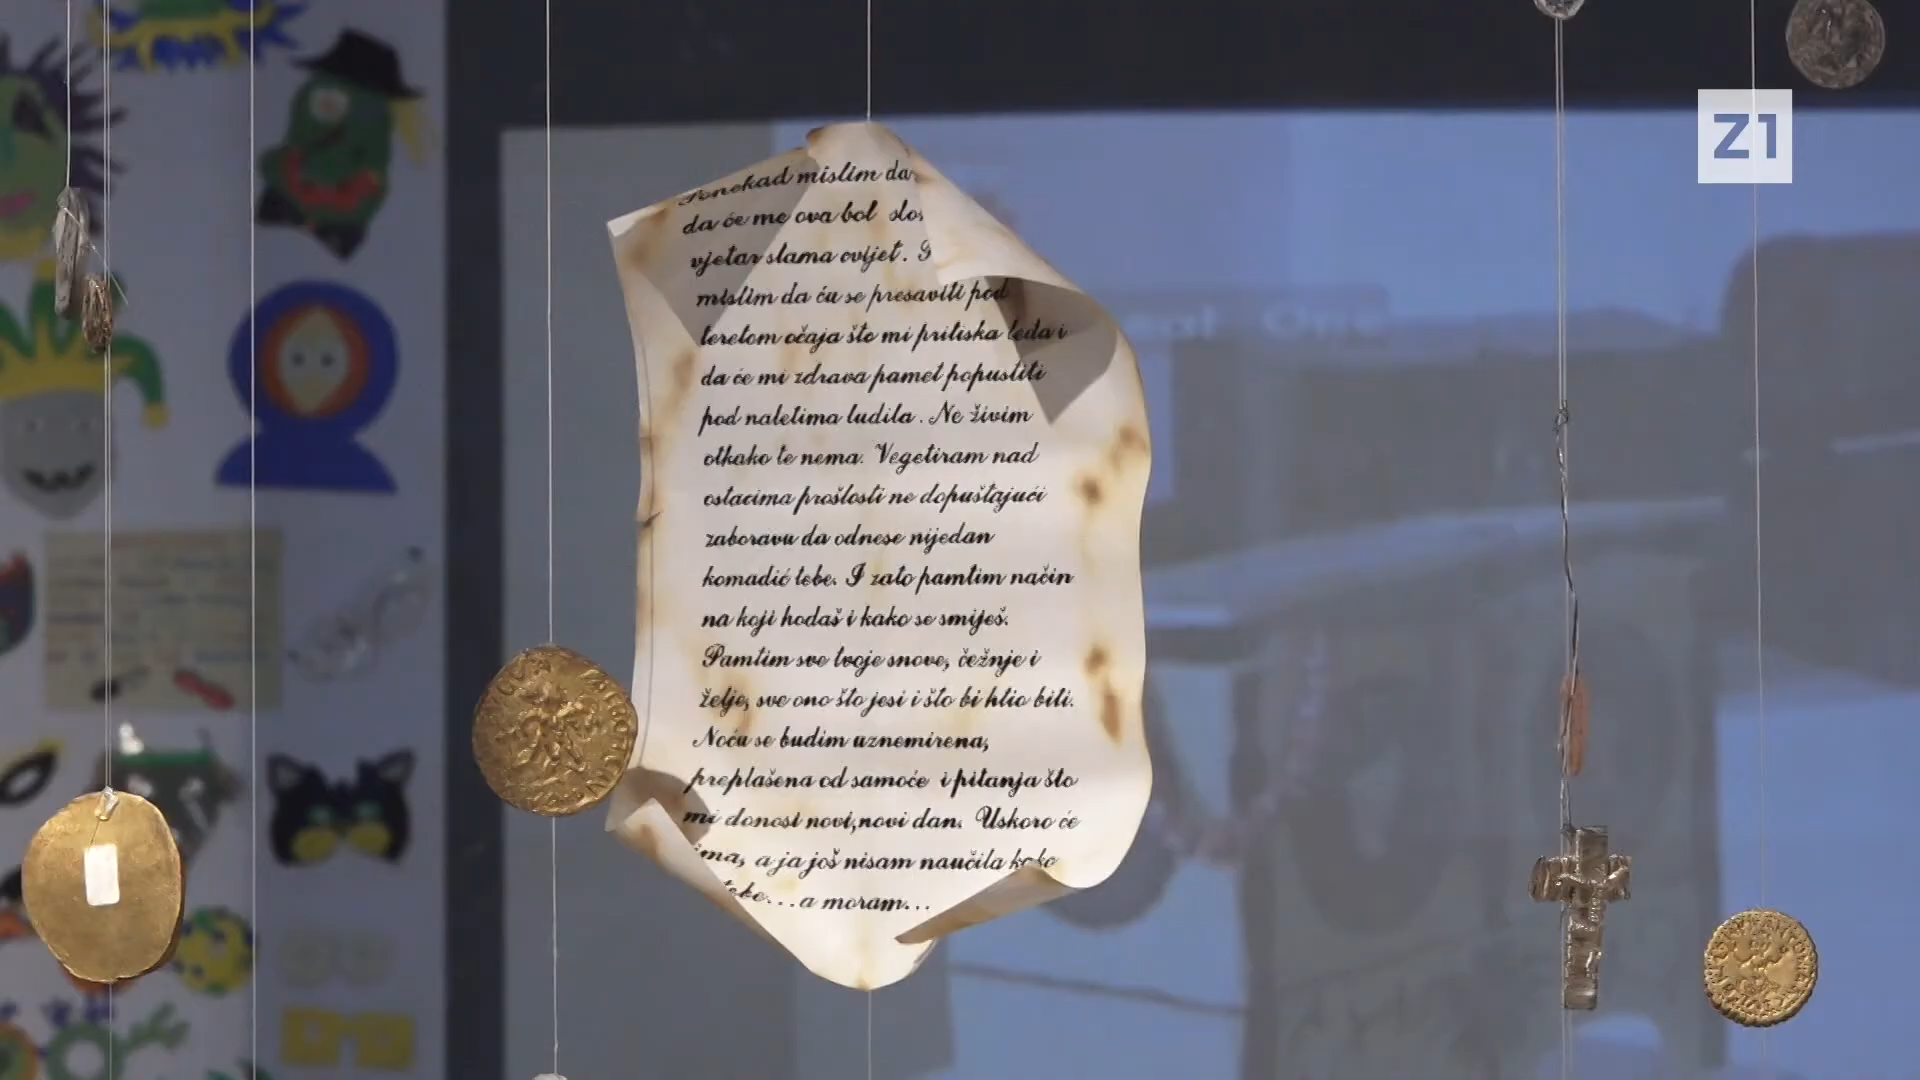 Ponekad mislim da
da će me ova bol
vjetar slama cvijet. I
mislim da ću se presaviti pod
teretom očaja što mi pritiska leđa i
da će mi zdrava pamet popustiti
pod naletima ludila. Ne živim
otkako te nema. Vegetiram nad
ostacima prošlosti ne dopuštajući
zaboravu da odnese nijedan
komadić tebe. I zato pamtim način
na koji hodaš i kako se smiješ.
Pamtim sve tvoje snove, čežnje i
želje, sve ono što jesi i što bi htio biti.
Noću se budim uznemirena,
preplašena od samoće i pitanja što
mi donosi novi, novi dan. Uskoro će
a ja još nisam naučila kako
tebe...a moram...
Z1